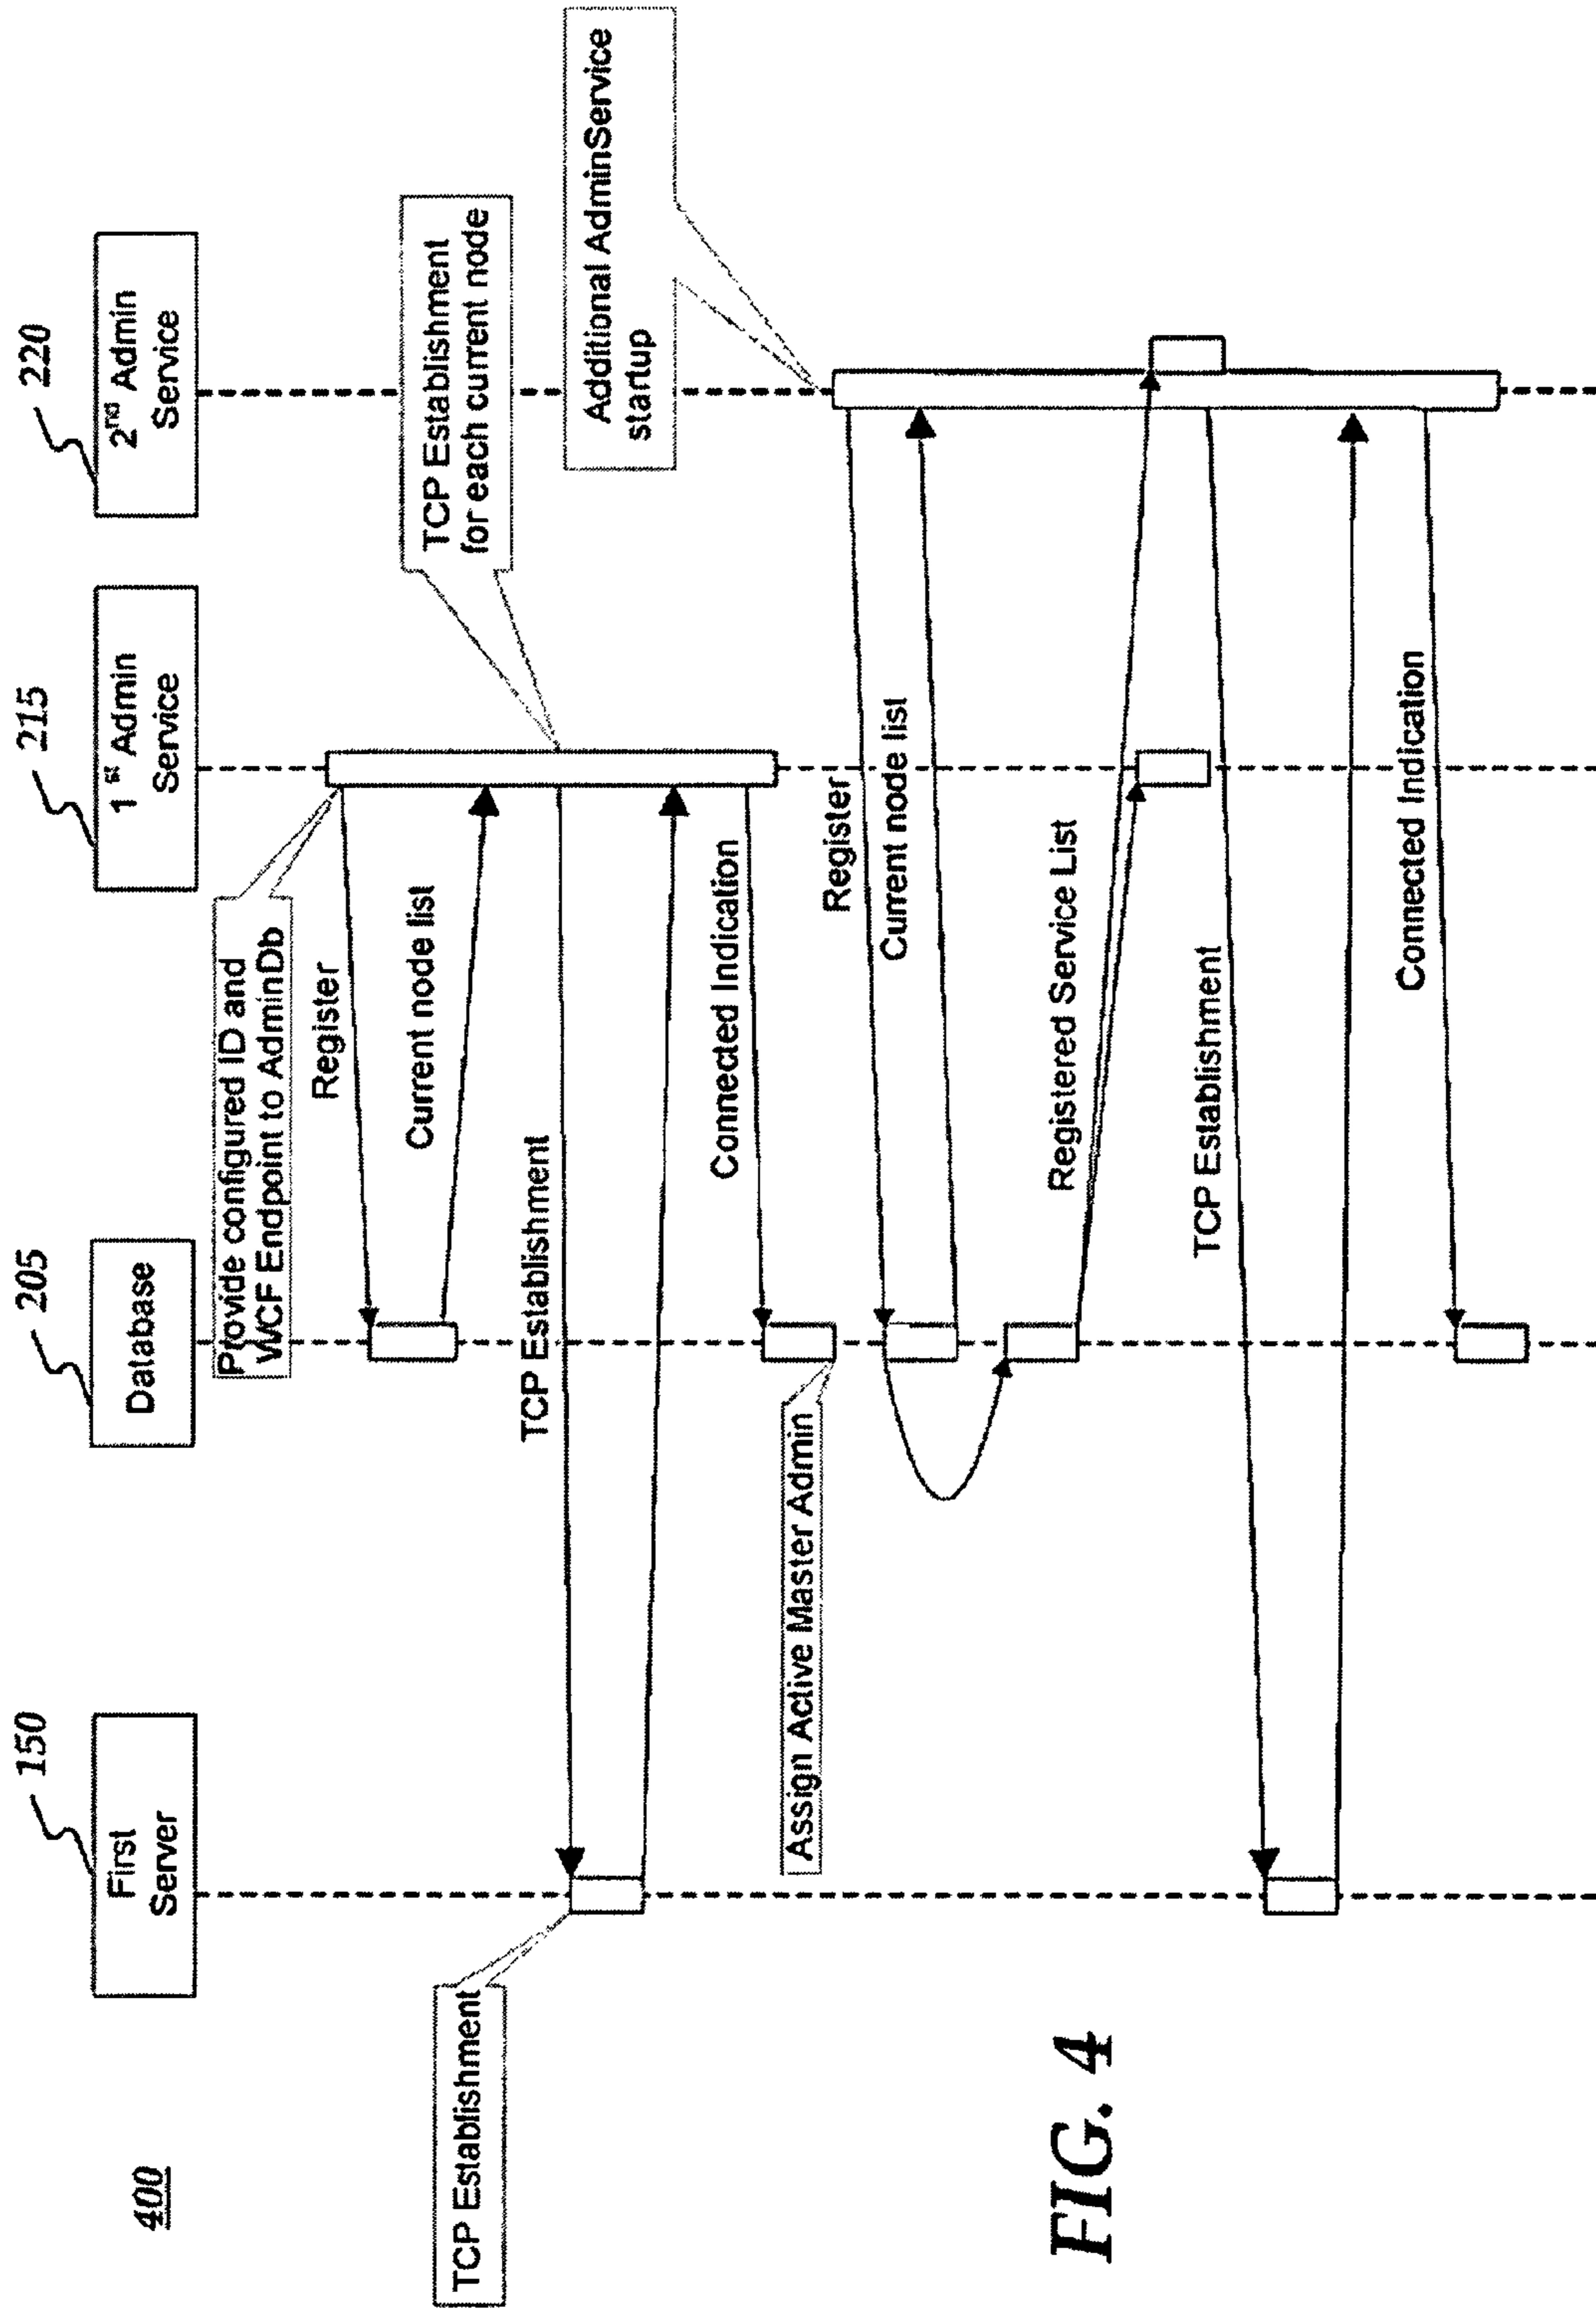 400
150
205
215
220
First
Server
Database
1st Admin
Service
2nd Admin
Service
Provide configured ID and
WCF Endpoint to AdminDb
Register
Current node list
TCP Establishment
for each current node
TCP Establishment
TCP Establishment
Additional AdminService
startup
Connected Indication
Assign Active Master Admin
Register
Current node list
Registered Service List
TCP Establishment
Connected Indication
FIG. 4